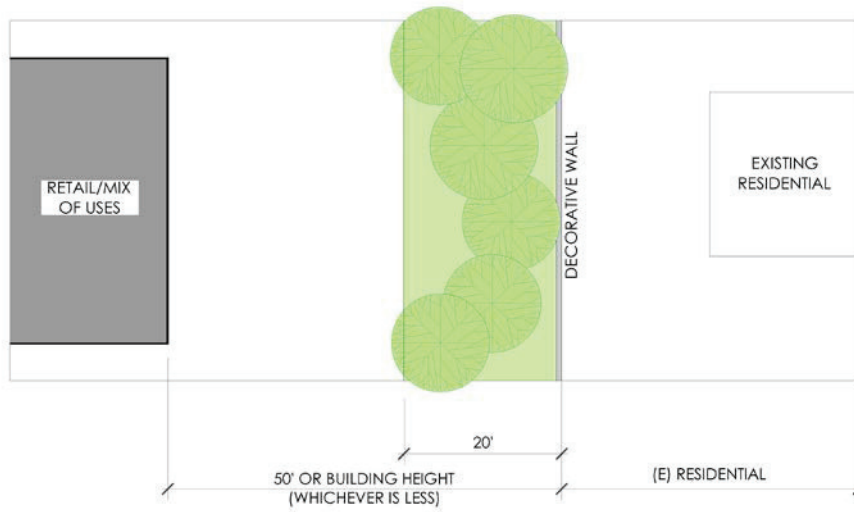 RETAIL/MIX
OF USES
DECORATIVE WALL
EXISTING
RESIDENTIAL
20'
50' OR BUILDING HEIGHT
(WHICHEVER IS LESS)
(E) RESIDENTIAL